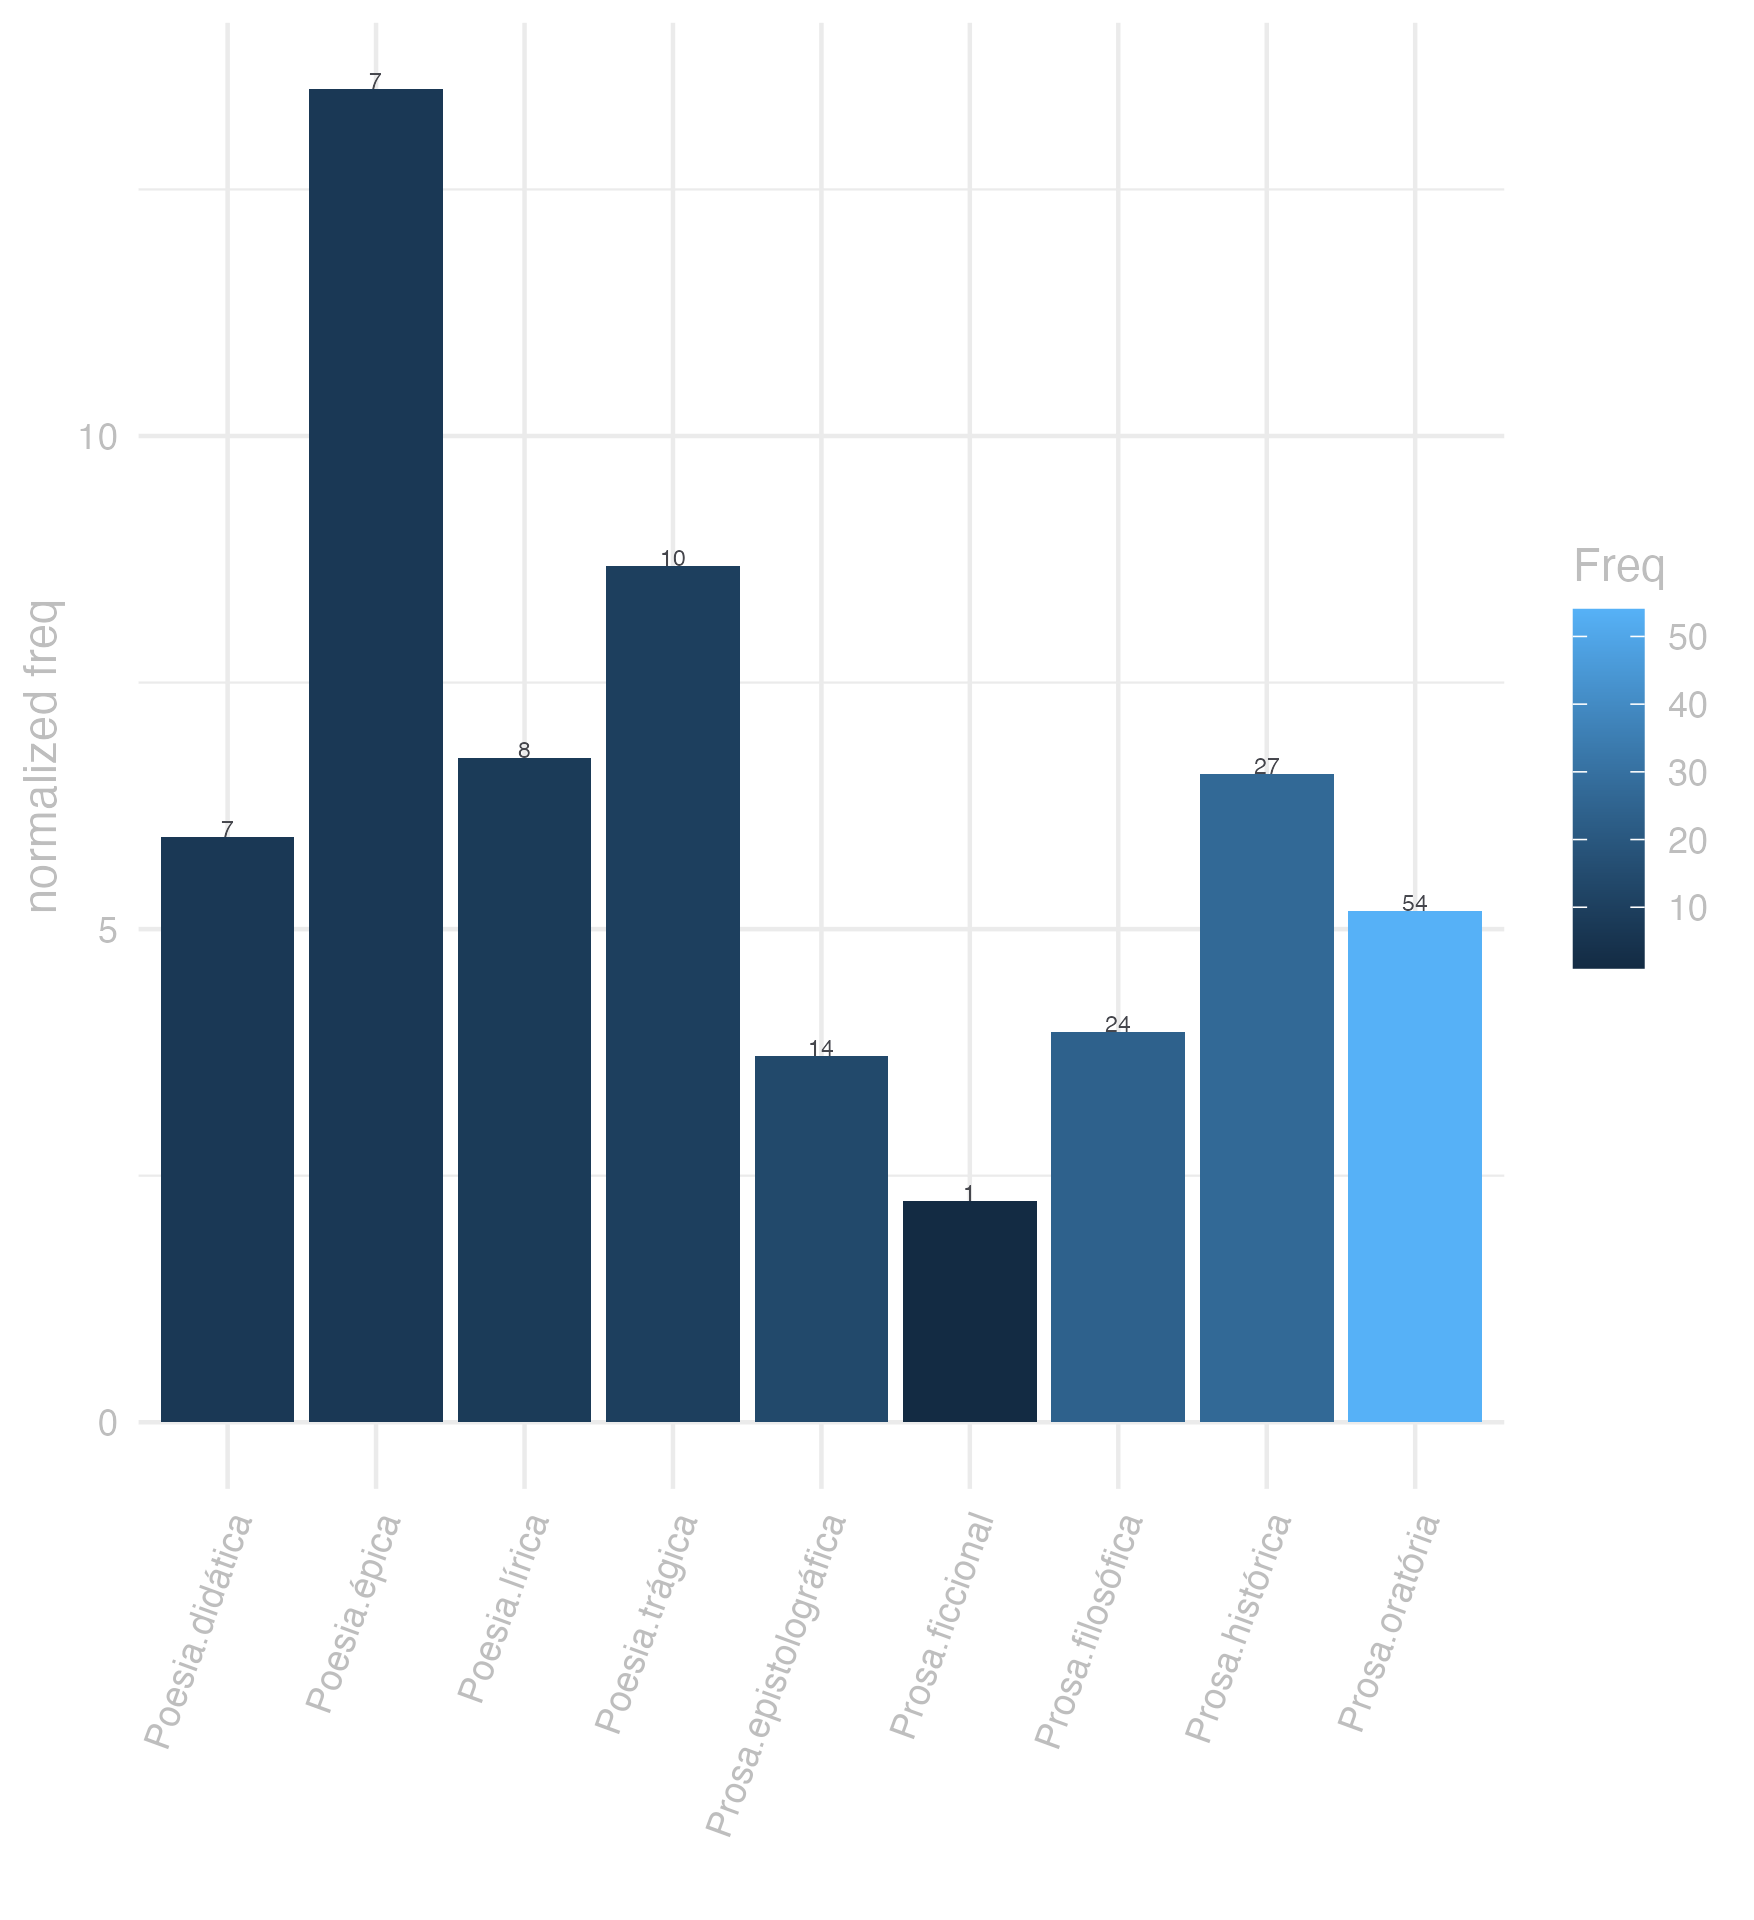 7
10
8
7
27
54
24
14
1
10
5
0
normalized freq
Poesia.didática
Poesia.épica
Poesia.lírica
Poesia.trágica
Prosa.epistolográfica
Prosa.ficcional
Prosa.filosófica
Prosa.histórica
Prosa.oratória
Freq
50
40
30
20
10